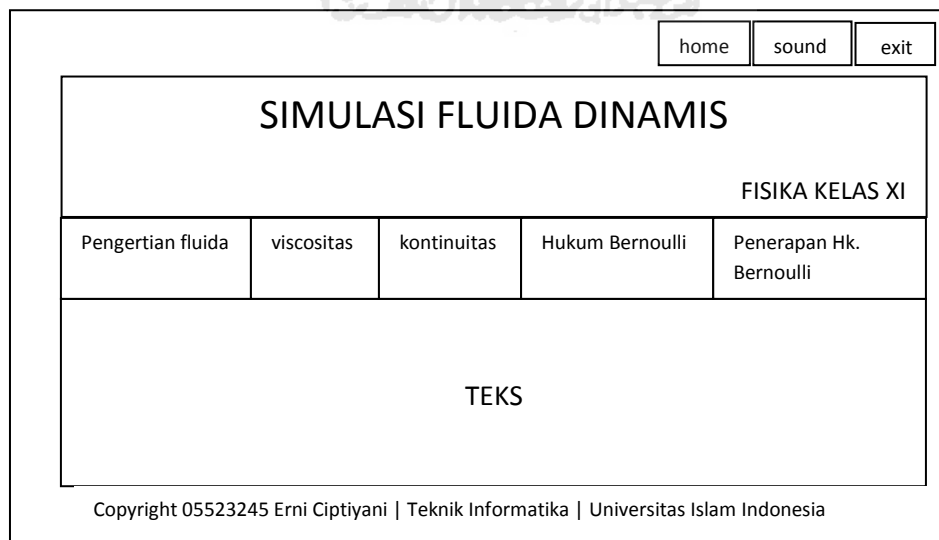 home sound exit
SIMULASI FLUIDA DINAMIS
FISIKA KELAS XI
Pengertian fluida viscositas kontinuitas Hukum Bernoulli Penerapan Hk.
Bernoulli
TEKS
Copyright 05523245 Erni Ciptiyani | Teknik Informatika | Universitas Islam Indonesia